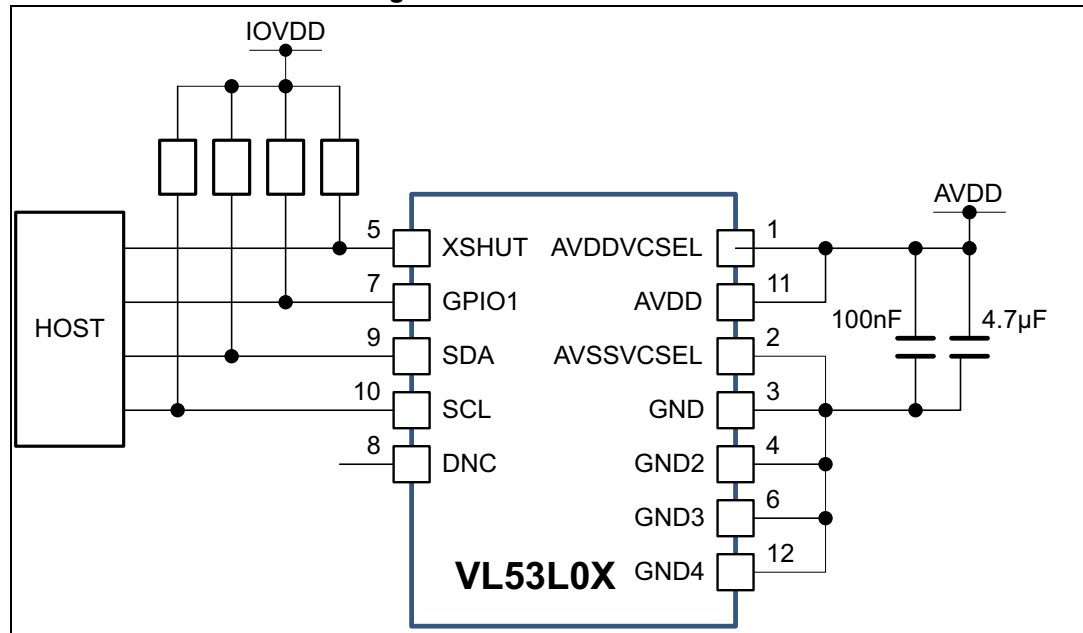 IOVDD
AVDD
HOST
5
XSHUT
7
GPIO1
9
SDA
10
SCL
8
DNC
AVDDVCSEL
1
AVDD
11
AVSSVCSEL
2
GND
3
GND2
4
GND3
6
GND4
12
100nF
4.7µF
VL53L0X